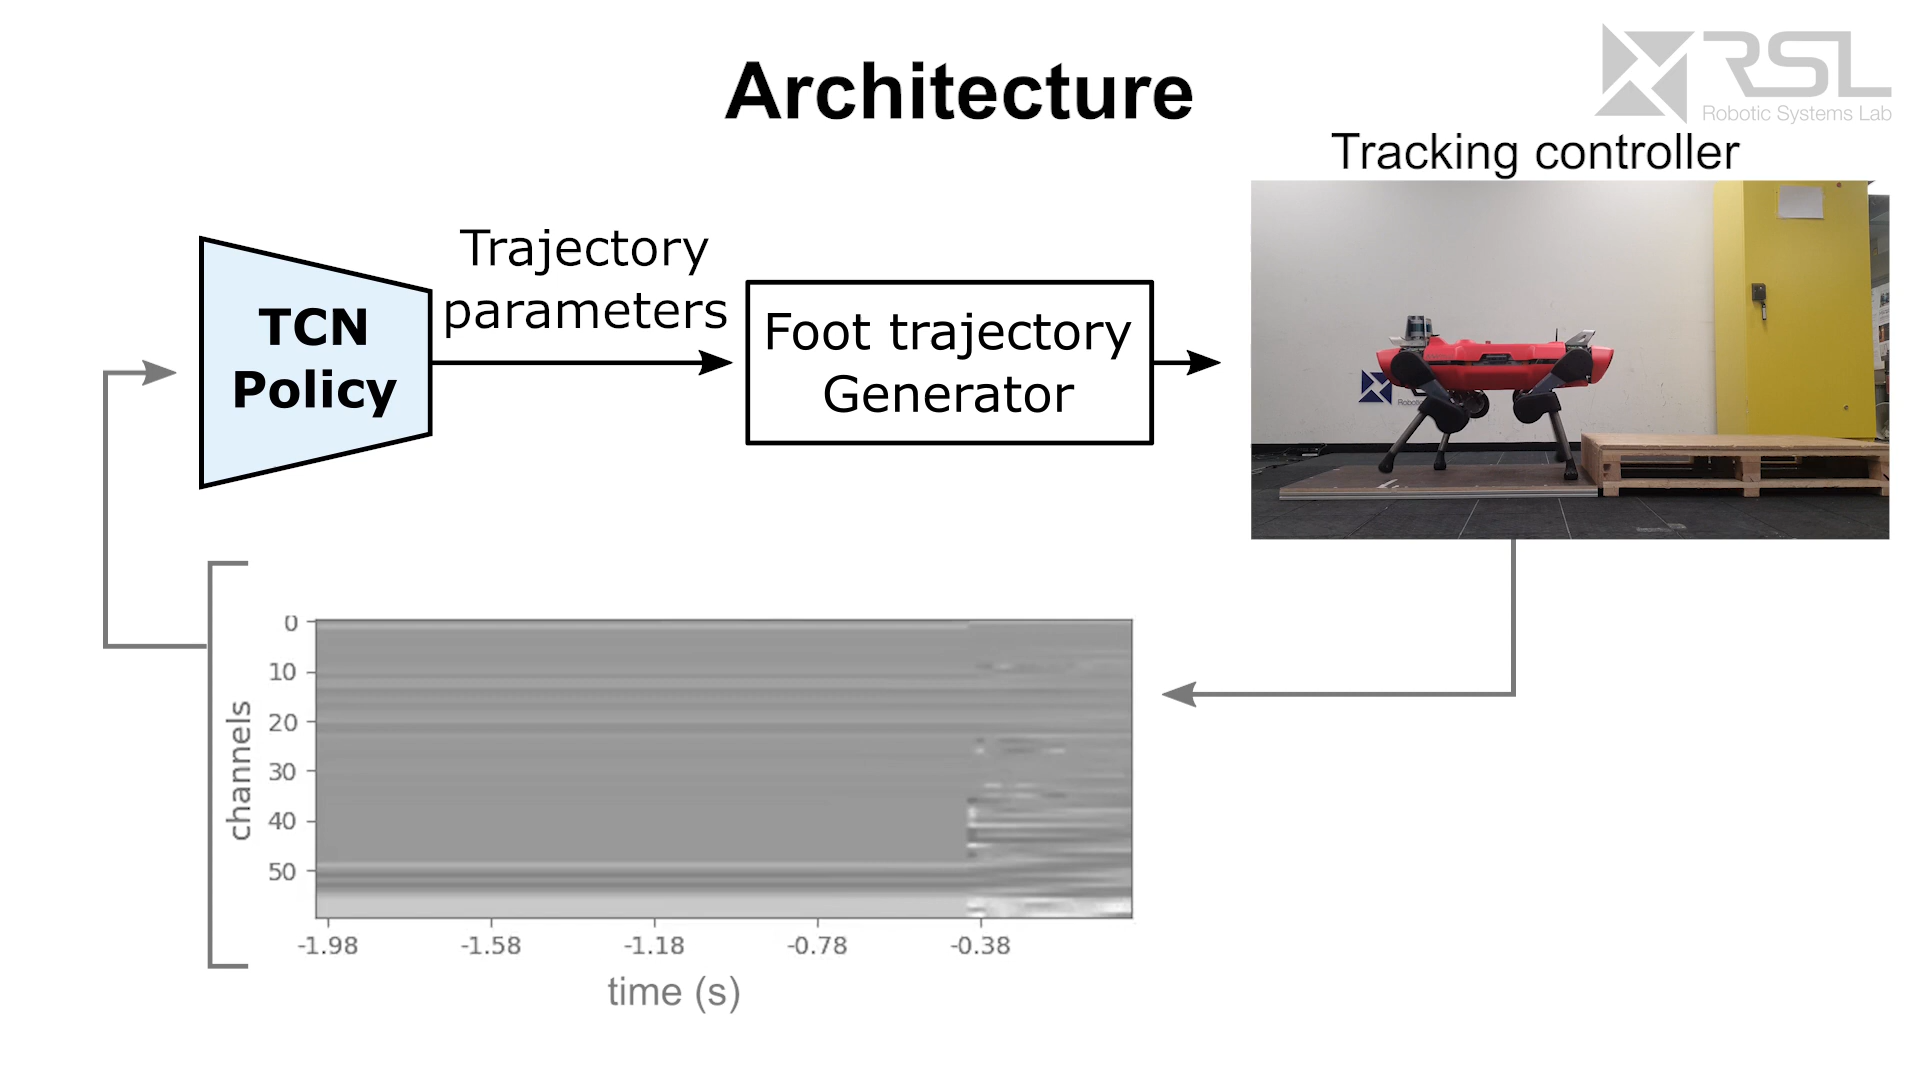 Architecture
RSL
Robotic Systems Lab
Tracking controller
Trajectory
parameters
TCN
Policy
Foot trajectory
Generator
channels
0
10
20
30
40
50
-1.98 -1.58 -1.18 -0.78 -0.38
time (s)